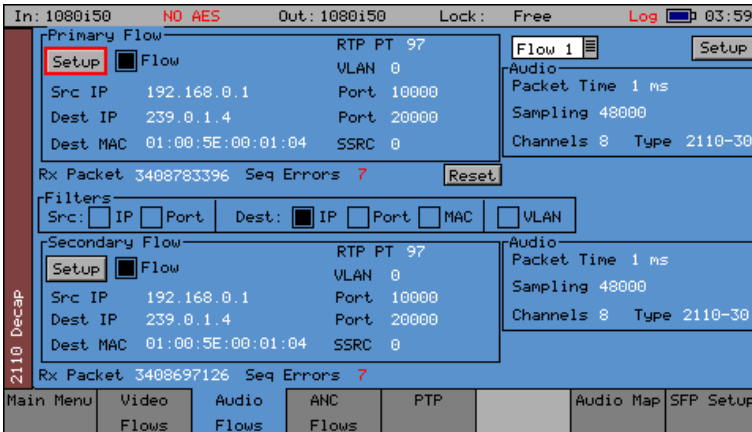 In: 1080i50 NO AES Out: 1080i50 Lock: Free Log 03:59
Primary Flow
Setup Flow RTP PT 97 Flow 1 Setup
VLAN 0 Audio
Src IP 192.168.0.1 Port 10000 Packet Time 1 ms
Dest IP 239.0.1.4 Port 20000 Sampling 48000
Dest MAC 01:00:5E:00:01:04 SSRC 0 Channels 8 Type 2110-30
Rx Packet 3408783396 Seq Errors 7 Reset
Filters
Src: IP Port Dest: IP Port MAC VLAN
Secondary Flow Audio
RTP PT 97 Packet Time 1 ms
Setup Flow VLAN 0
Src IP 192.168.0.1 Port 10000 Sampling 48000
Dest IP 239.0.1.4 Port 20000 Channels 8 Type 2110-30
Dest MAC 01:00:5E:00:01:04 SSRC 0
Rx Packet 3408697126 Seq Errors 7
2110 Decap
Main Menu Video Flows Audio Flows ANC Flows PTP Audio Map SFP Setup